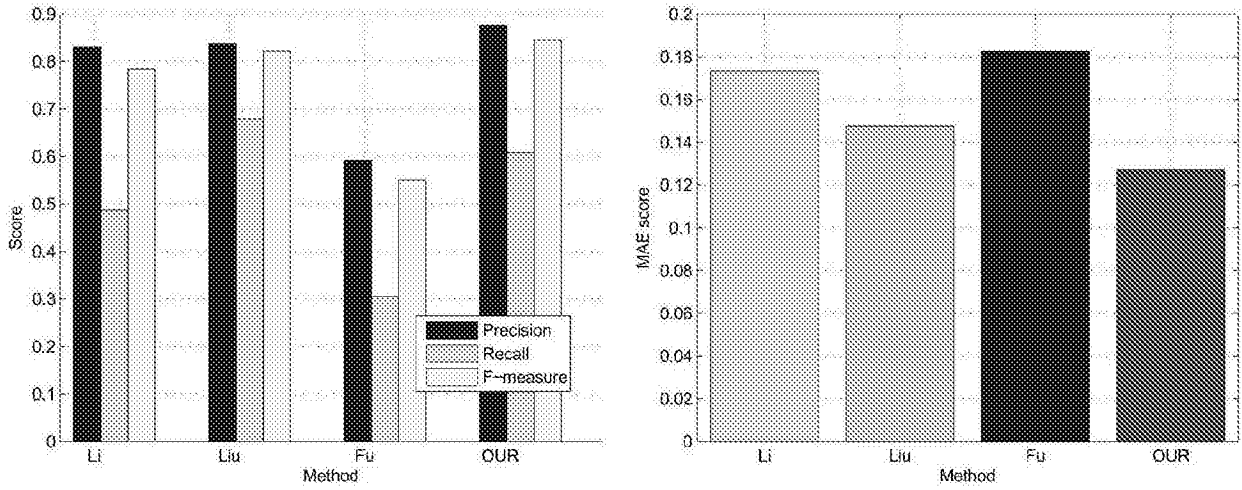 0.9
0.8
0.7
0.6
0.5
0.4
0.3
0.2
0.1
0
Score
Li
Liu
Fu
OUR
Method
Precision
Recall
F-measure
0.2
0.18
0.16
0.14
0.12
0.1
0.08
0.06
0.04
0.02
0
MAE score
Li
Liu
Fu
OUR
Method